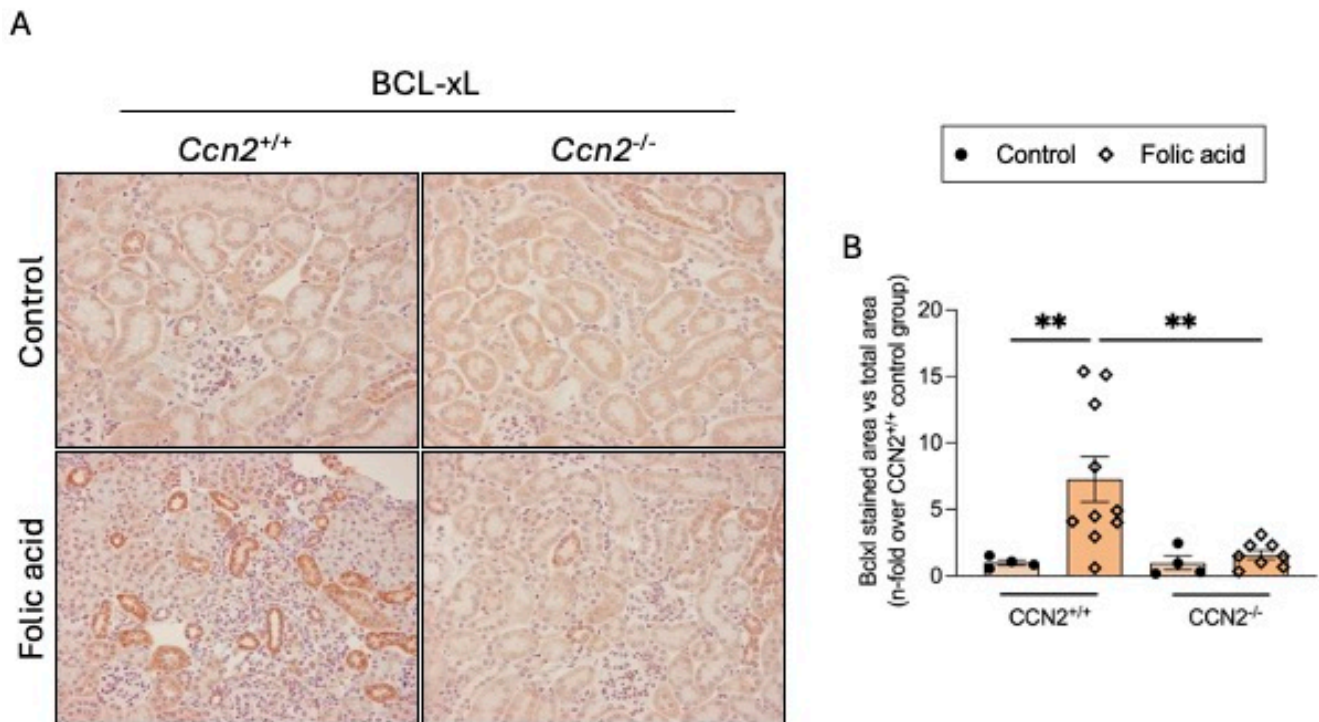 A
BCL-xL
Ccn2+/+ Ccn2-/-
Control
Folic acid
● Control ◇ Folic acid
B
Bclxl stained area vs total area
(n-fold over CCN2+/+ control group)
20
15
10
5
0
** **
CCN2+/+ CCN2-/-